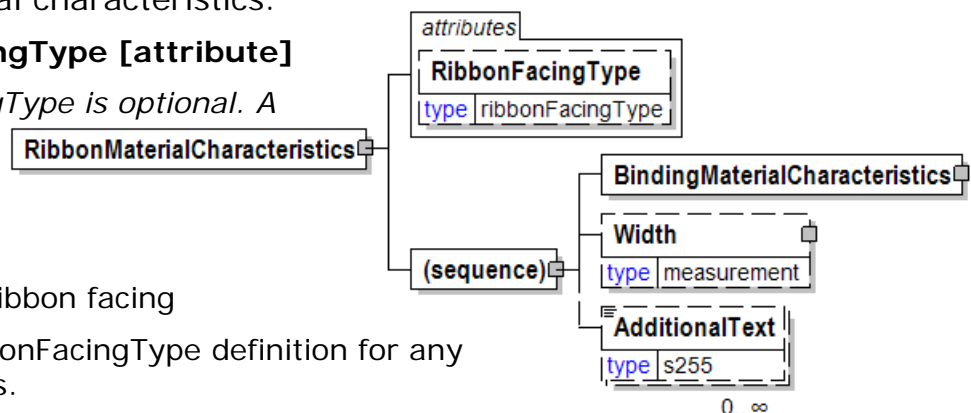 al characteristics.
ngType [attribute]
gType is optional. A
ibbon facing
onFacingType definition for any
s.
attributes
RibbonFacingType
type ribbonFacingType
RibbonMaterialCharacteristics
(sequence)
BindingMaterialCharacteristics
Width
type measurement
AdditionalText
type s255
0 ∞